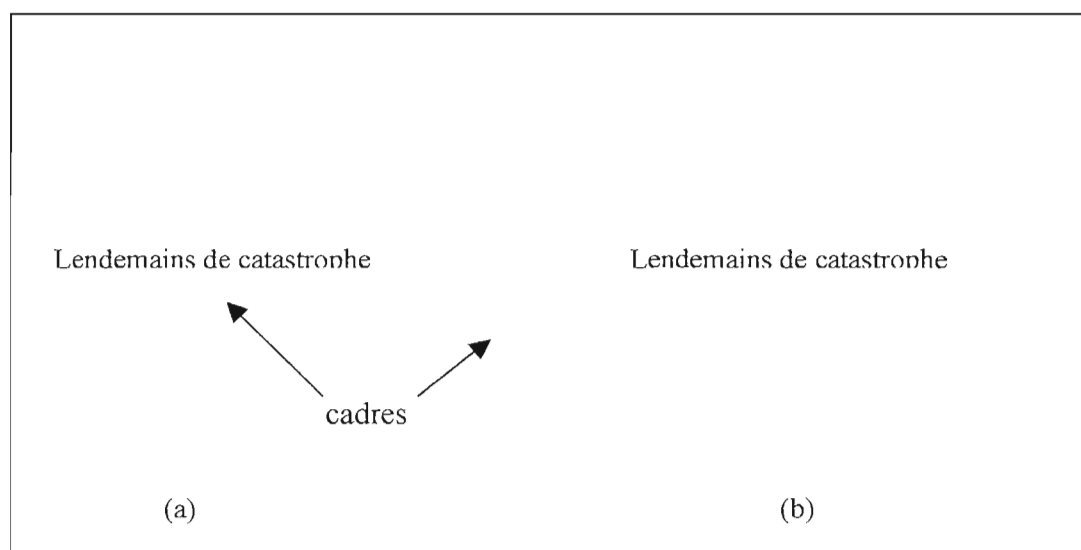 Lendemains de catastrophe
Lendemains de catastrophe
cadres
(a)
(b)